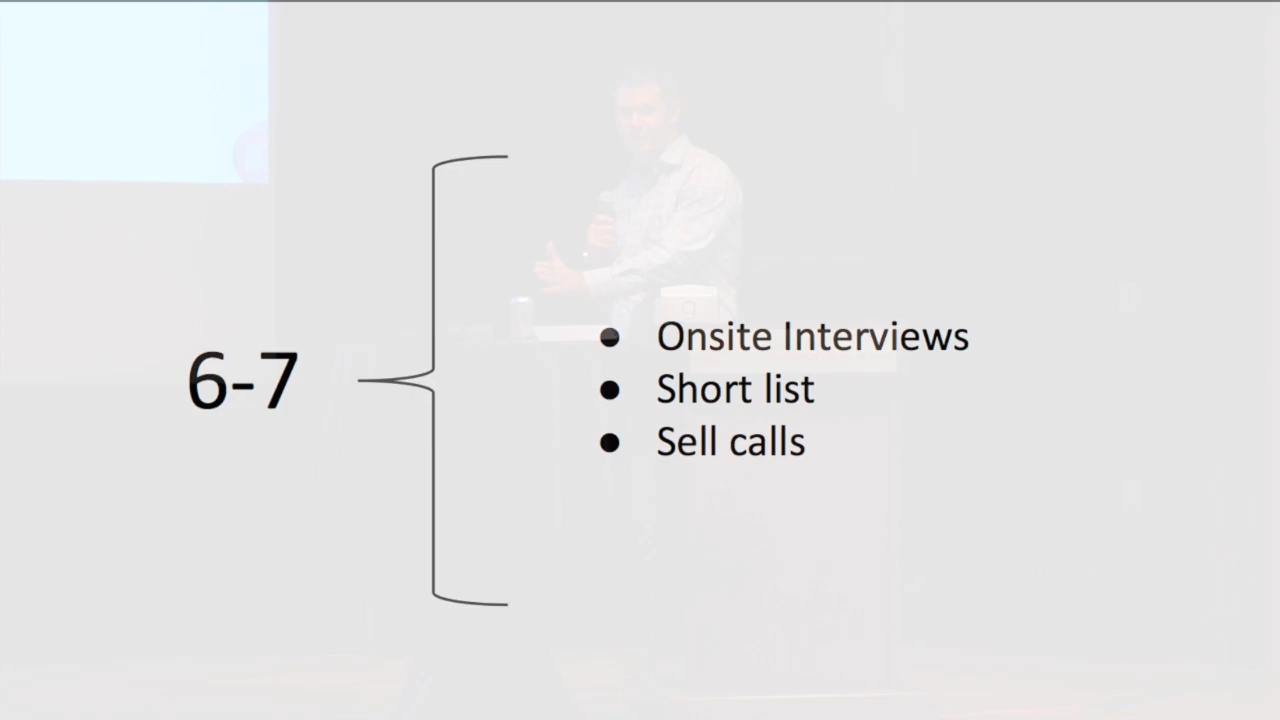 6-7
● Onsite Interviews
● Short list
● Sell calls